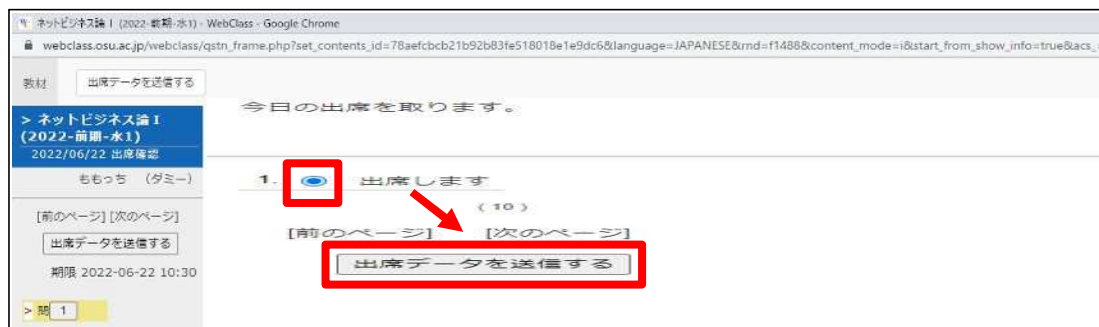 ネットビジネス論Ⅰ (2022-前期-水1) - WebClass - Google Chrome
webclass.osu.ac.jp/webclass/qstn_frame.php?set_contents_id=78aefcbcb21b92b83fe518018e1e9dc6&language=JAPANESE&rnd=f1488&content_mode=i&start_from_show_info=true&acs_
教材
出席データを送信する
今日の出席を取ります。
> ネットビジネス論Ⅰ
(2022-前期-水1)
2022/06/22 出席確認
ももっち （ダミー）
1. 出席します
(10)
[前のページ] [次のページ]
[前のページ] [次のページ]
出席データを送信する
出席データを送信する
期限 2022-06-22 10:30
> 問 1